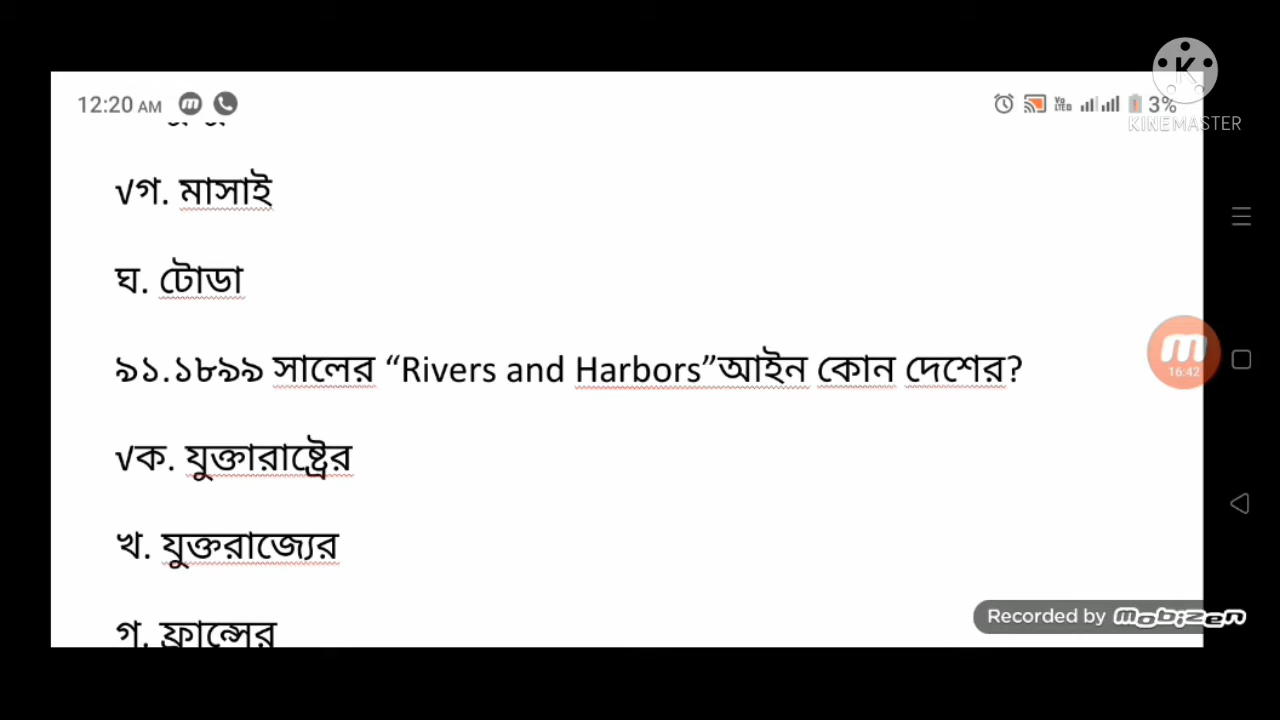 12:20 AM
3%
KINEMASTER
√গ. মাসাই
ঘ. টোডা
৯১.১৮৯৯ সালের “Rivers and Harbors”আইন কোন দেশের?
16:42
√ক. যুক্তারাষ্ট্রের
খ. যুক্তরাজ্যের
Recorded by Mobizen
গ. ফ্রান্সের